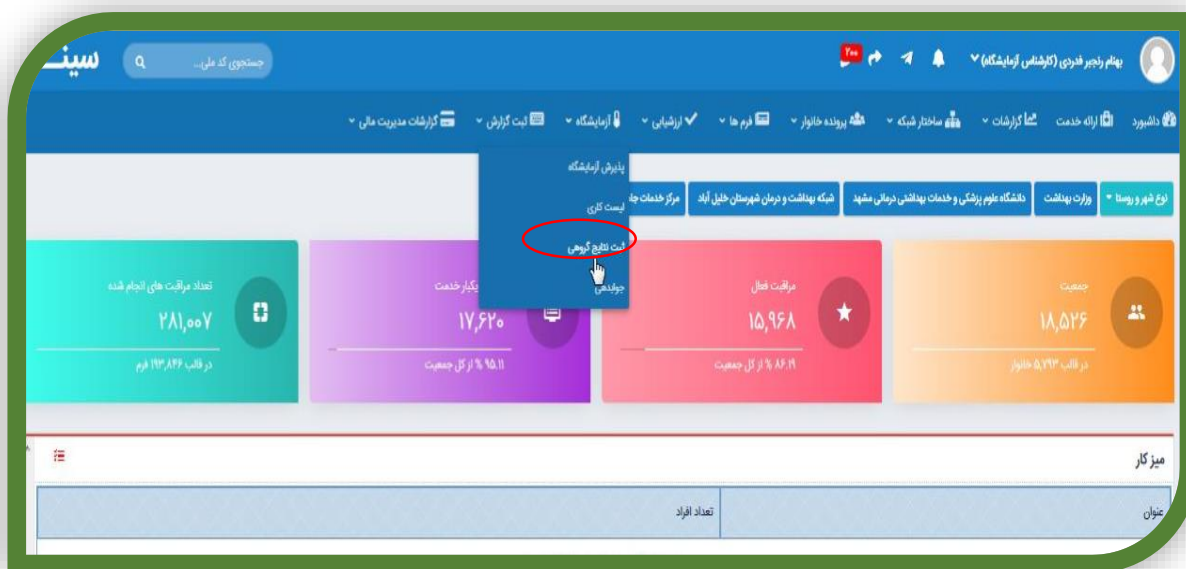 بهنام رنجبر فدردی (کارشناس آزمایشگاه)
۲۰۰
جستجوی کد ملی...
سینـ
داشبورد ارائه خدمت گزارشات ساختار شبکه پرونده خانوار فرم ها ارزشیابی آزمایشگاه ثبت گزارش گزارشات مدیریت مالی
پذیرش آزمایشگاه
لیست کاری
ثبت نتایج گروهی
جوابدهی
نوع شهر و روستا وزارت بهداشت دانشگاه علوم پزشکی و خدمات بهداشتی درمانی مشهد شبکه بهداشت و درمان شهرستان خلیل آباد مرکز خدمات جا
جمعیت
۱۸,۵۲۶
در قالب ۵,۷۹۳ خانوار
مراقبت فعال
۱۵,۹۶۸
۸۶.۱۹ % از کل جمعیت
یکبار خدمت
۱۷,۶۲۰
۹۵.۱۱ % از کل جمعیت
تعداد مراقبت های انجام شده
۲۸۱,۰۰۷
در قالب ۱۹۳,۸۴۶ فرم
میز کار
عنوان تعداد افراد